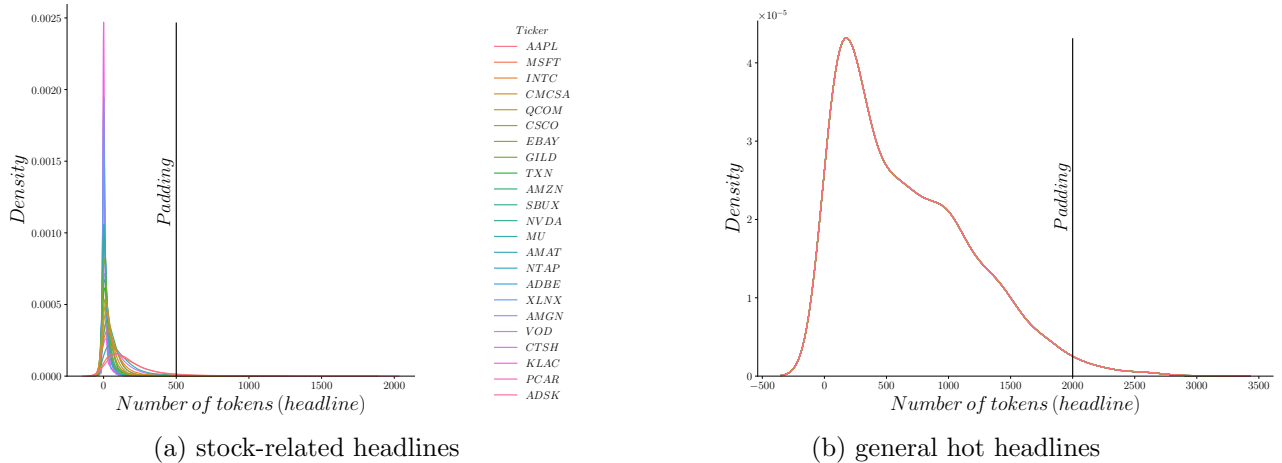 0.0025
0.0020
0.0015
0.0010
0.0005
0.0000
Density
Padding
0
500
1000
1500
2000
Number of tokens (headline)
Ticker
AAPL
MSFT
INTC
CMCSA
QCOM
CSCO
EBAY
GILD
TXN
AMZN
SBUX
NVDA
MU
AMAT
NTAP
ADBE
XLNX
AMGN
VOD
CTSH
KLAC
PCAR
ADSK
(a) stock-related headlines
×10⁻⁵
4
3
2
1
0
Density
Padding
−500
0
500
1000
1500
2000
2500
3000
3500
Number of tokens (headline)
(b) general hot headlines